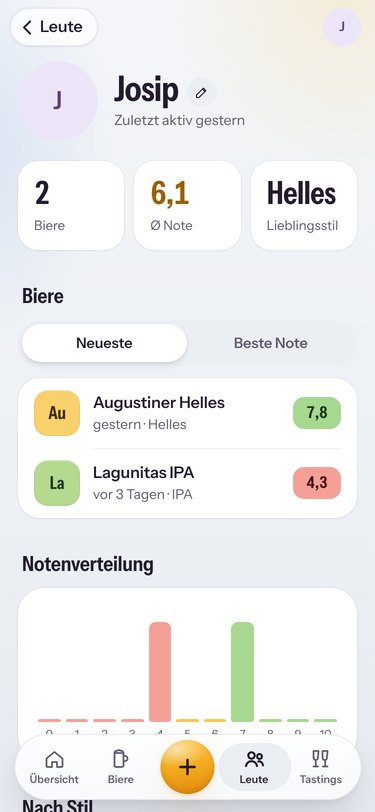 Leute
J
J
Josip
Zuletzt aktiv gestern
2
Biere
6,1
Ø Note
Helles
Lieblingsstil
Biere
Neueste
Beste Note
Au
Augustiner Helles
gestern · Helles
7,8
La
Lagunitas IPA
vor 3 Tagen · IPA
4,3
Notenverteilung
0 1 2 3 4 5 6 7 8 9 10
Übersicht
Biere
Leute
Tastings
Nach Stil